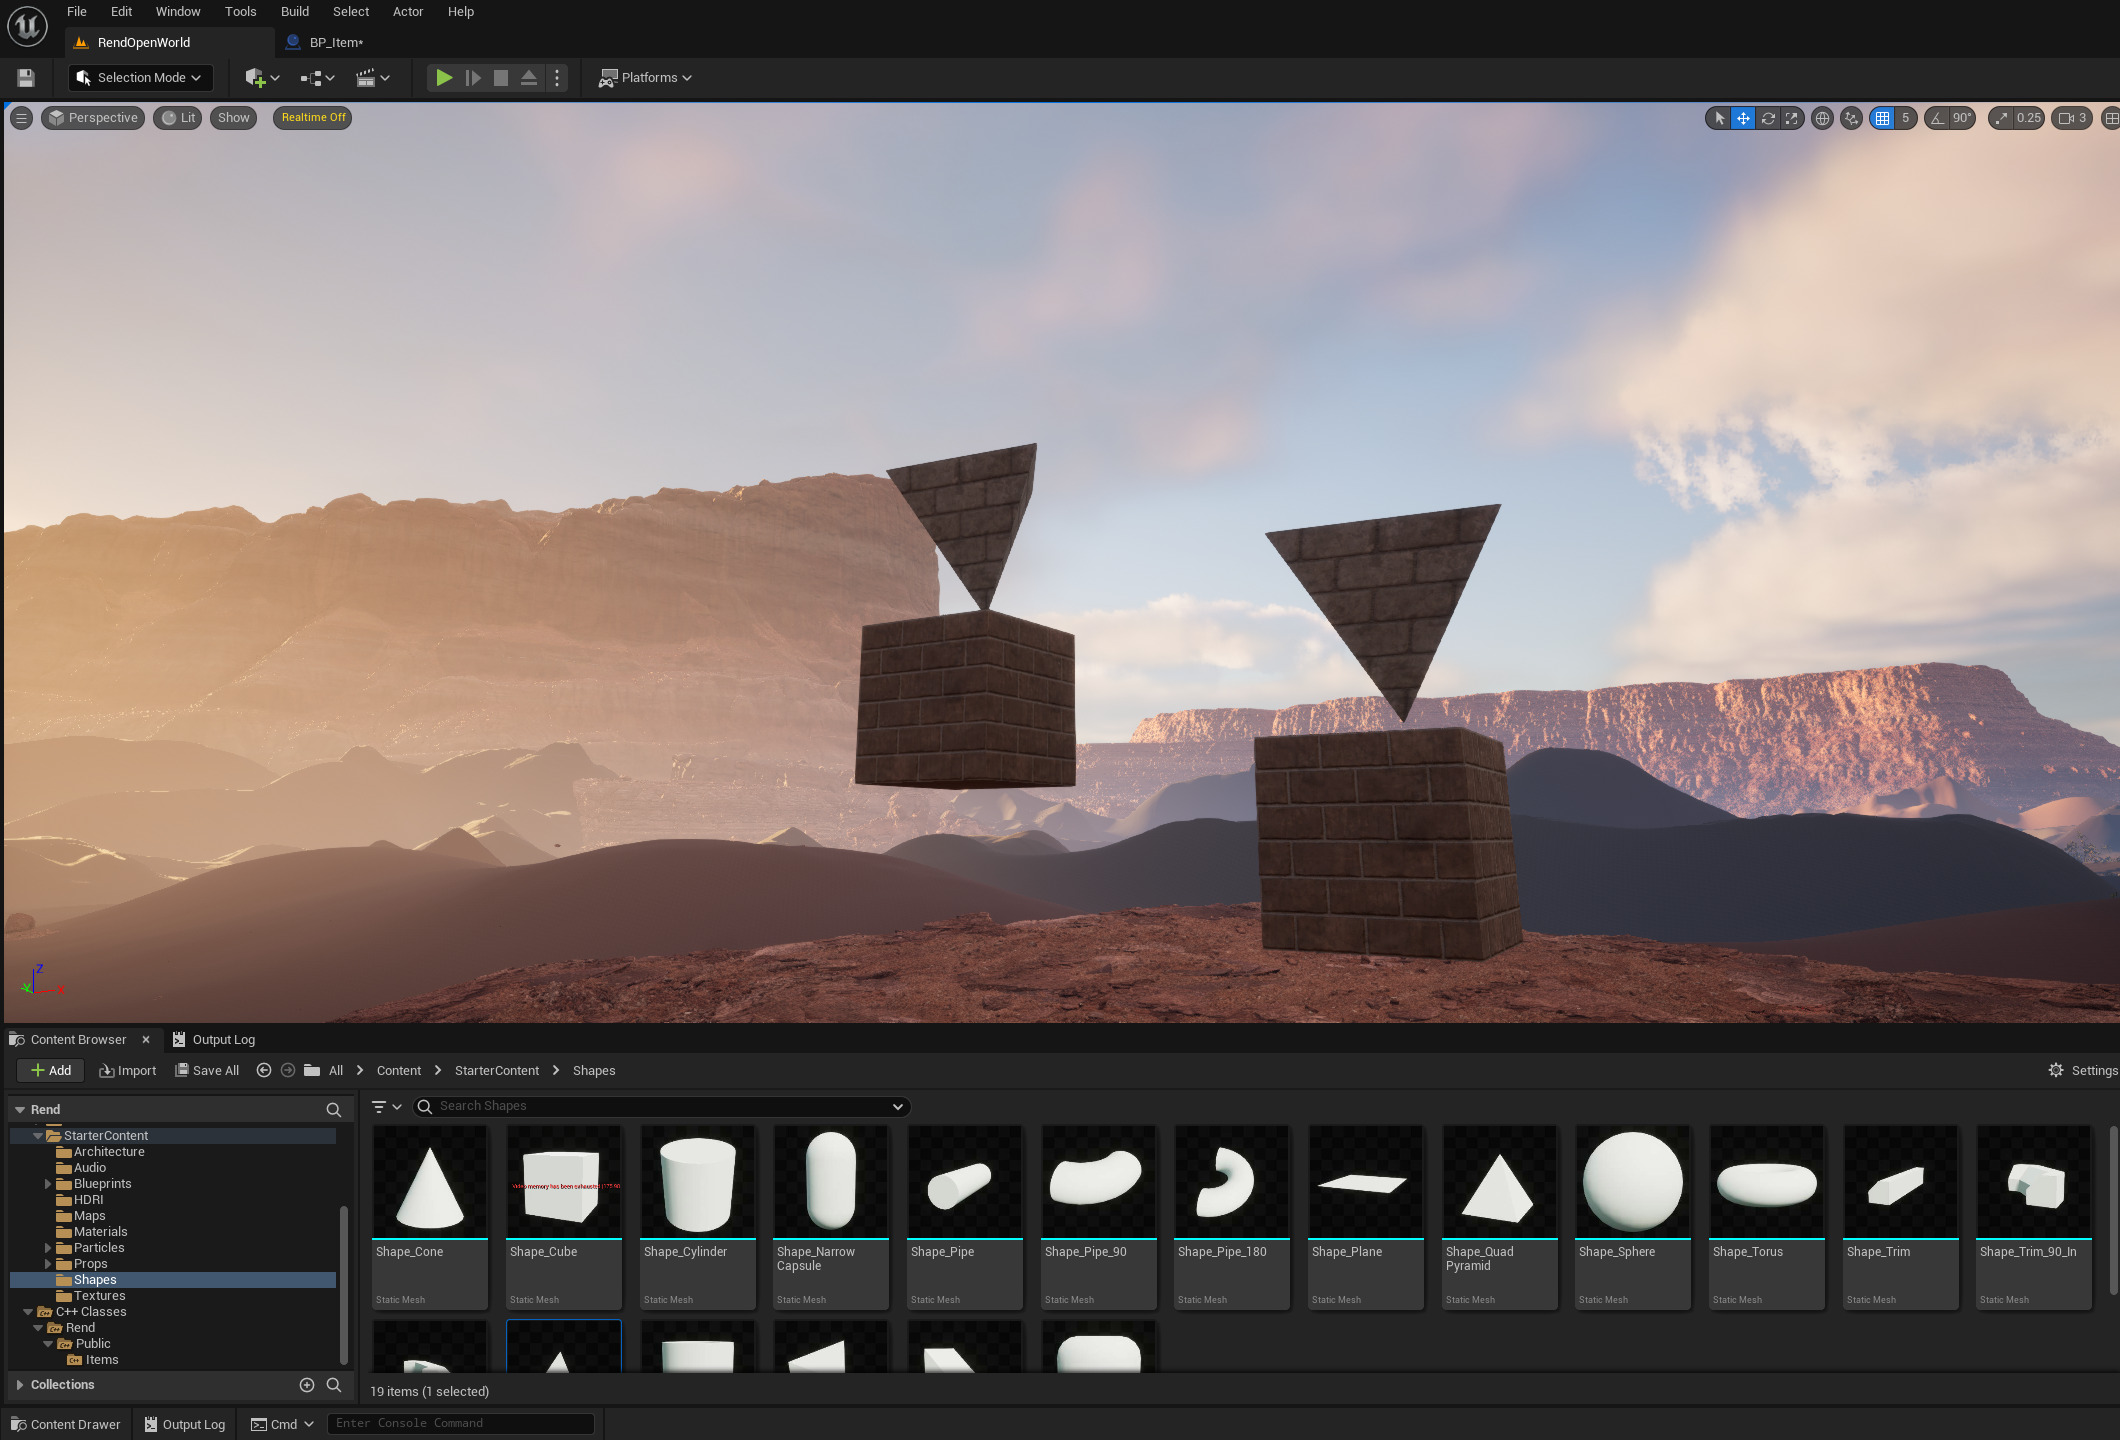 File Edit Window Tools Build Select Actor Help
RendOpenWorld BP_Item*
Selection Mode Platforms
Perspective Lit Show Realtime Off 5 90° 0.25 3
Z
Y X
Content Browser Output Log
Add Import Save All All Content StarterContent Shapes Settings
Rend Search Shapes
StarterContent
Architecture
Audio
Blueprints
HDRI
Maps
Materials
Particles
Props
Shapes
Textures
C++ Classes
Rend
Public
Items
Video memory has been exhausted
Shape_Cone Shape_Cube Shape_Cylinder Shape_Narrow Capsule Shape_Pipe Shape_Pipe_90 Shape_Pipe_180 Shape_Plane Shape_Quad Pyramid Shape_Sphere Shape_Torus Shape_Trim Shape_Trim_90_In
Static Mesh Static Mesh Static Mesh Static Mesh Static Mesh Static Mesh Static Mesh Static Mesh Static Mesh Static Mesh Static Mesh Static Mesh Static Mesh
Collections 19 items (1 selected)
Content Drawer Output Log Cmd Enter Console Command